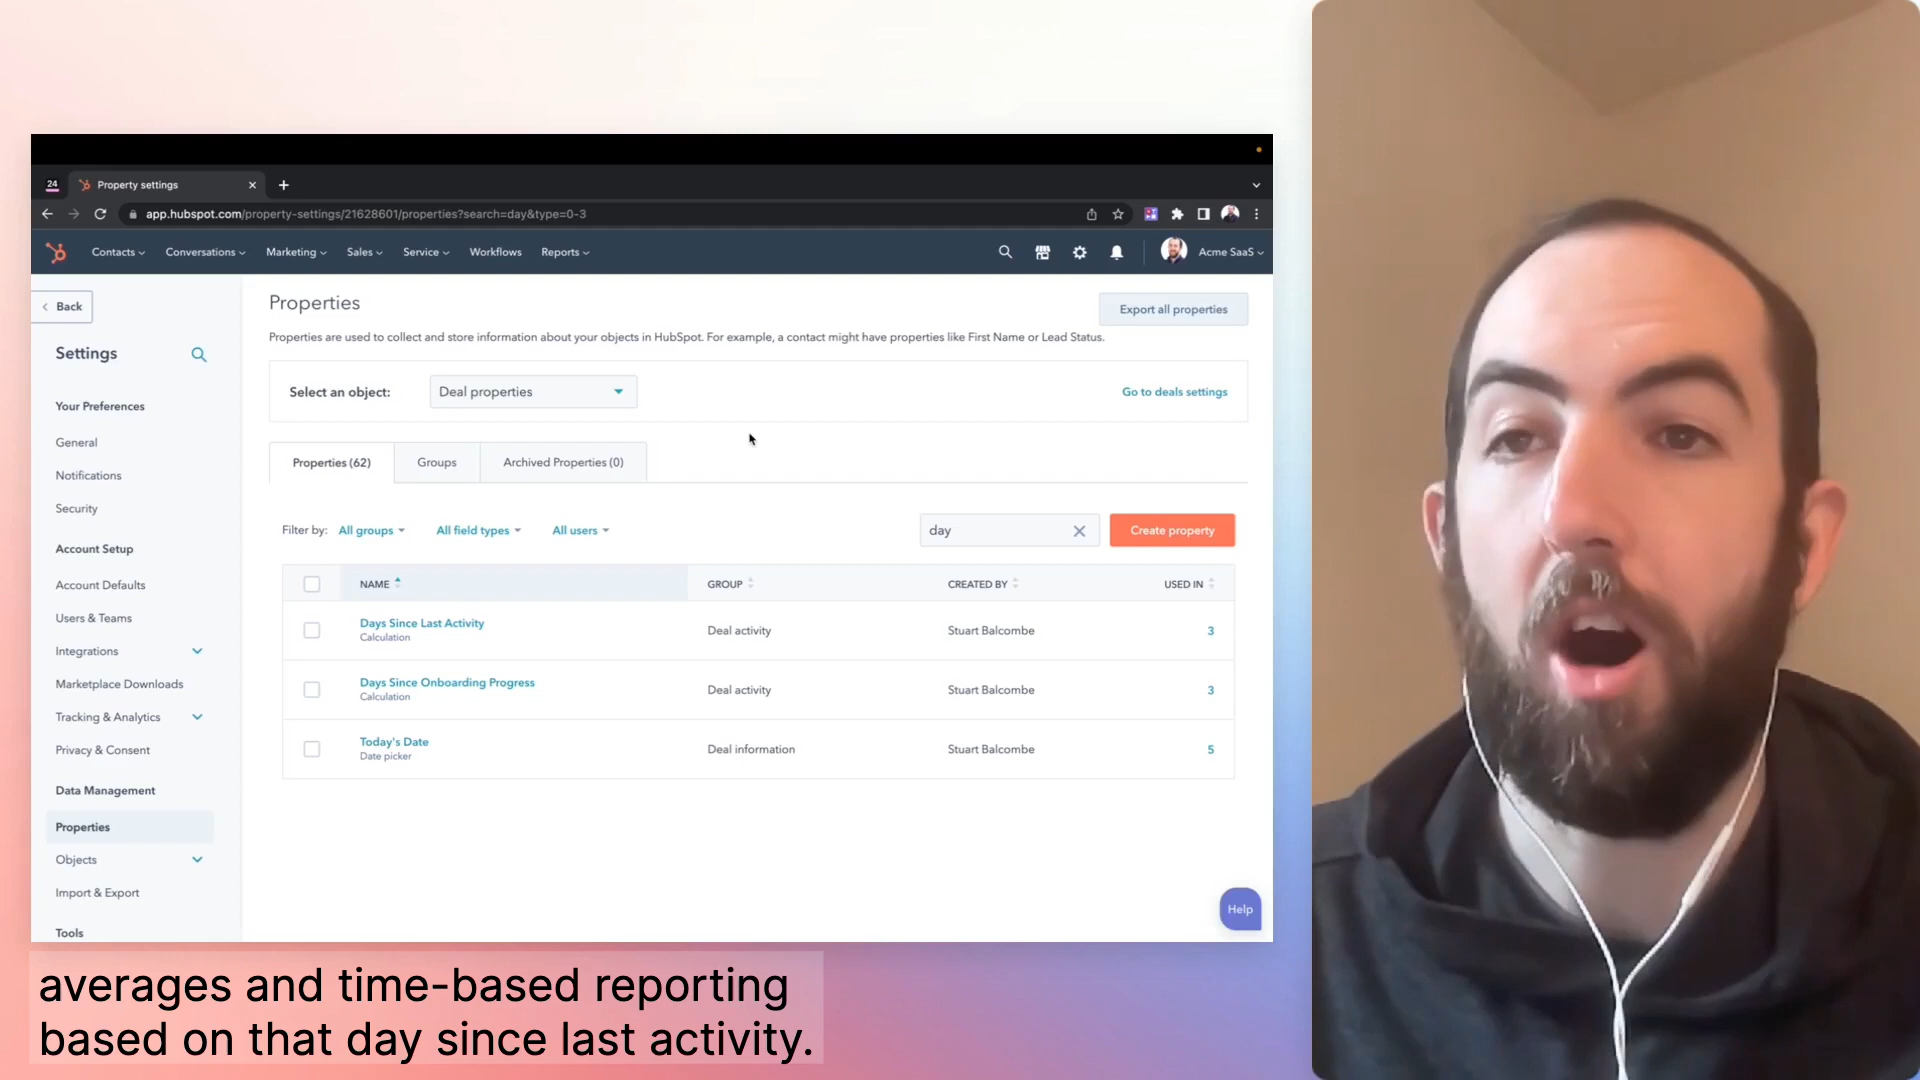 24
Property settings
app.hubspot.com/property-settings/21628601/properties?search=day&type=0-3
Contacts
Conversations
Marketing
Sales
Service
Workflows
Reports
Acme SaaS
Back
Settings
Your Preferences
General
Notifications
Security
Account Setup
Account Defaults
Users & Teams
Integrations
Marketplace Downloads
Tracking & Analytics
Privacy & Consent
Data Management
Properties
Objects
Import & Export
Tools
Properties
Export all properties
Properties are used to collect and store information about your objects in HubSpot. For example, a contact might have properties like First Name or Lead Status.
Select an object:
Deal properties
Go to deals settings
Properties (62)
Groups
Archived Properties (0)
Filter by:
All groups
All field types
All users
day
Create property
NAME
GROUP
CREATED BY
USED IN
Days Since Last Activity
Calculation
Deal activity
Stuart Balcombe
3
Days Since Onboarding Progress
Calculation
Deal activity
Stuart Balcombe
3
Today's Date
Date picker
Deal information
Stuart Balcombe
5
Help
averages and time-based reporting
based on that day since last activity.